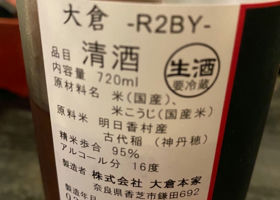 大倉 -R2BY-
品目 清酒
生酒
要冷蔵
内容量 720ml
原材料名 米(国産)、
米こうじ(国産米)
原料米 明日香村産
古代稲(神丹穂)
精米歩合 95%
アルコール分 16度
製造者 株式会社 大倉本家
奈良県香芝市鎌田692